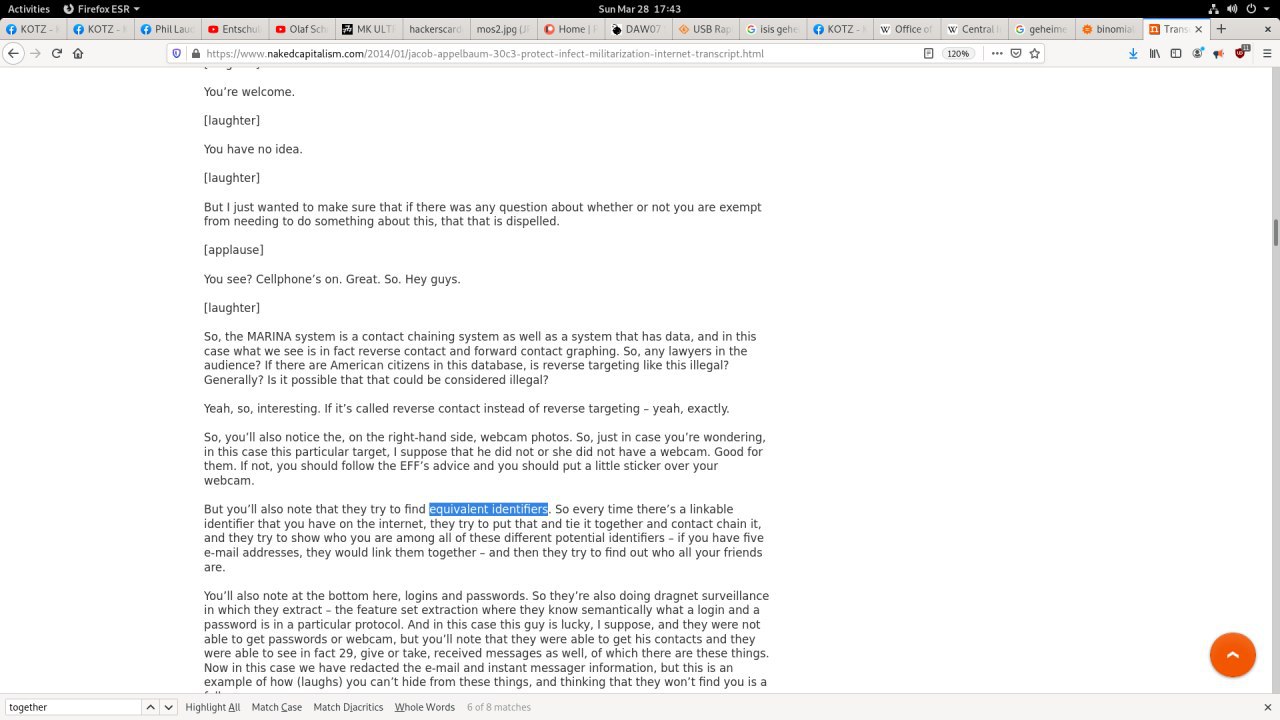 Activities
Firefox ESR
Sun Mar 28 17:43
KOTZ -
KOTZ -
Phil Lauc
Entschul
Olaf Sch
MK ULT
hackersc
mos2.jpg (J
Home | P
DAW07
USB Rap
isis gehe
KOTZ -
Office of
Central
geheime
binomia
Trans
https://www.nakedcapitalism.com/2014/01/jacob-appelbaum-30c3-protect-infect-militarization-internet-transcript.html
120%
11
You're welcome.
[laughter]
You have no idea.
[laughter]
But I just wanted to make sure that if there was any question about whether or not you are exempt
from needing to do something about this, that that is dispelled.
[applause]
You see? Cellphone's on. Great. So. Hey guys.
[laughter]
So, the MARINA system is a contact chaining system as well as a system that has data, and in this
case what we see is in fact reverse contact and forward contact graphing. So, any lawyers in the
audience? If there are American citizens in this database, is reverse targeting like this illegal?
Generally? Is it possible that that could be considered illegal?
Yeah, so, interesting. If it's called reverse contact instead of reverse targeting – yeah, exactly.
So, you'll also notice the, on the right-hand side, webcam photos. So, just in case you're wondering,
in this case this particular target, I suppose that he did not or she did not have a webcam. Good for
them. If not, you should follow the EFF's advice and you should put a little sticker over your
webcam.
But you'll also note that they try to find equivalent identifiers. So every time there's a linkable
identifier that you have on the internet, they try to put that and tie it together and contact chain it,
and they try to show who you are among all of these different potential identifiers – if you have five
e-mail addresses, they would link them together – and then they try to find out who all your friends
are.
You'll also note at the bottom here, logins and passwords. So they're also doing dragnet surveillance
in which they extract – the feature set extraction where they know semantically what a login and a
password is in a particular protocol. And in this case this guy is lucky, I suppose, and they were not
able to get passwords or webcam, but you'll note that they were able to get his contacts and they
were able to see in fact 29, give or take, received messages as well, of which there are these things.
Now in this case we have redacted the e-mail and instant messager information, but this is an
example of how (laughs) you can't hide from these things, and thinking that they won't find you is a
together
Highlight All
Match Case
Match Diacritics
Whole Words
6 of 8 matches